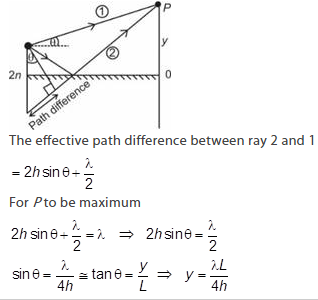 ① P
θ
② y
θ
2n 0
Path difference
The effective path difference between ray 2 and 1
= 2h sin θ + λ/2
For P to be maximum
2h sin θ + λ/2 = λ ⇒ 2h sin θ = λ/2
sin θ = λ/4h ≅ tan θ = y/L ⇒ y = λL/4h